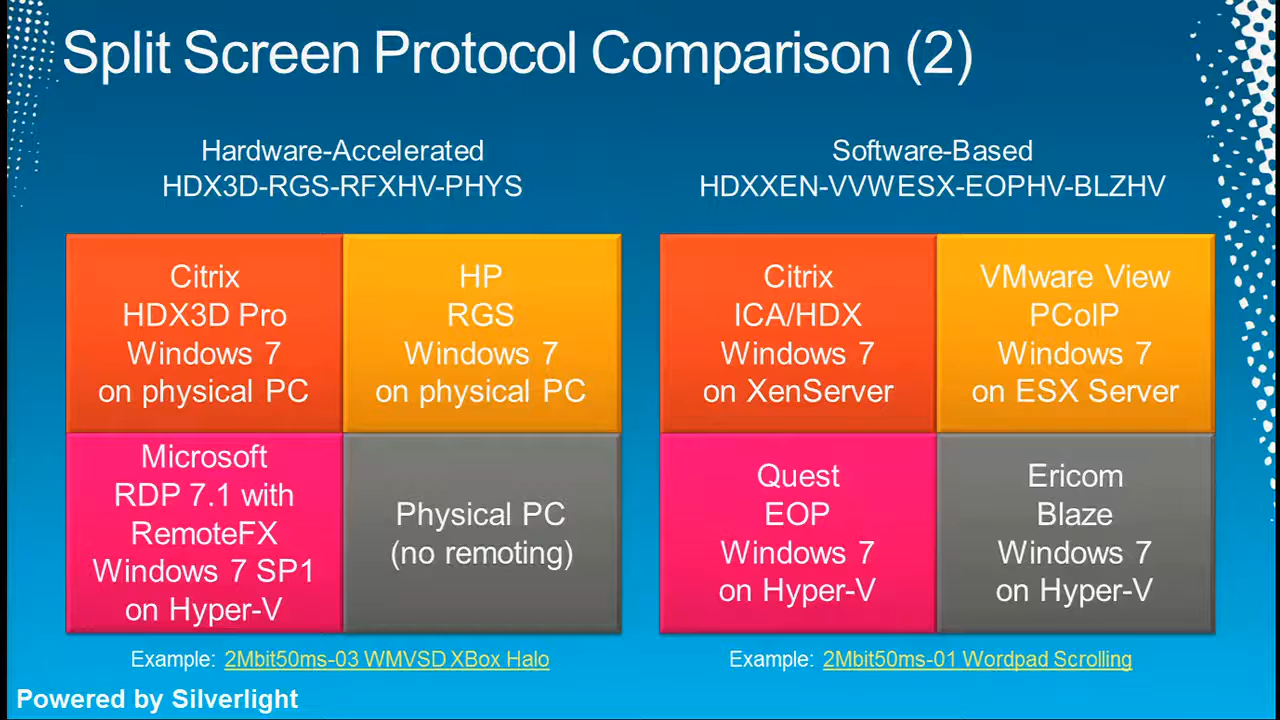 Split Screen Protocol Comparison (2)
Hardware-Accelerated
HDX3D-RGS-RFXHV-PHYS
Citrix
HDX3D Pro
Windows 7
on physical PC
HP
RGS
Windows 7
on physical PC
Microsoft
RDP 7.1 with
RemoteFX
Windows 7 SP1
on Hyper-V
Physical PC
(no remoting)
Example: 2Mbit50ms-03 WMVSD XBox Halo
Software-Based
HDXXEN-VVWESX-EOPHV-BLZHV
Citrix
ICA/HDX
Windows 7
on XenServer
VMware View
PCoIP
Windows 7
on ESX Server
Quest
EOP
Windows 7
on Hyper-V
Ericom
Blaze
Windows 7
on Hyper-V
Example: 2Mbit50ms-01 Wordpad Scrolling
Powered by Silverlight